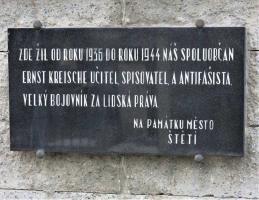 ZDE ŽIL OD ROKU 1936 DO ROKU 1944 NÁŠ SPOLUOBČAN
ERNST KREISCHE UČITEL, SPISOVATEL, A ANTIFAŠISTA,
VELKÝ BOJOVNÍK ZA LIDSKÁ PRÁVA
NA PAMÁTKU MĚSTO
ŠTĚTÍ